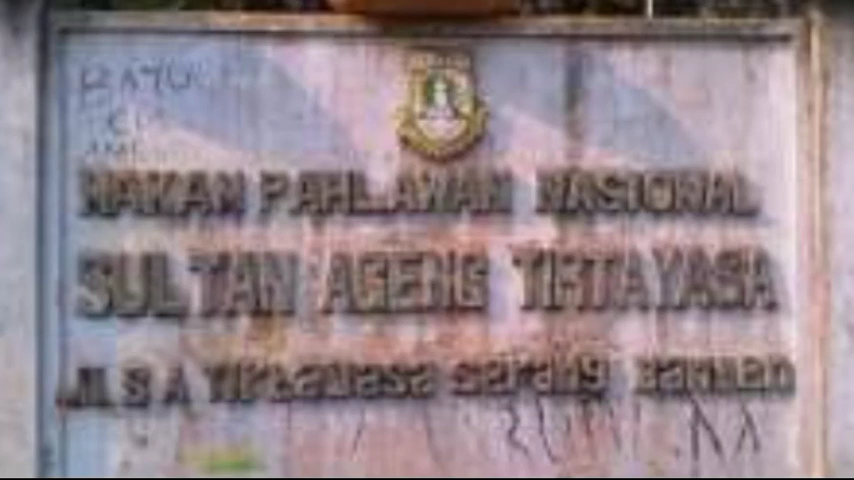 MAKAM PAHLAWAN NASIONAL
SULTAN AGENG TIRTAYASA
JL. S A Tirtayasa Serang Banten